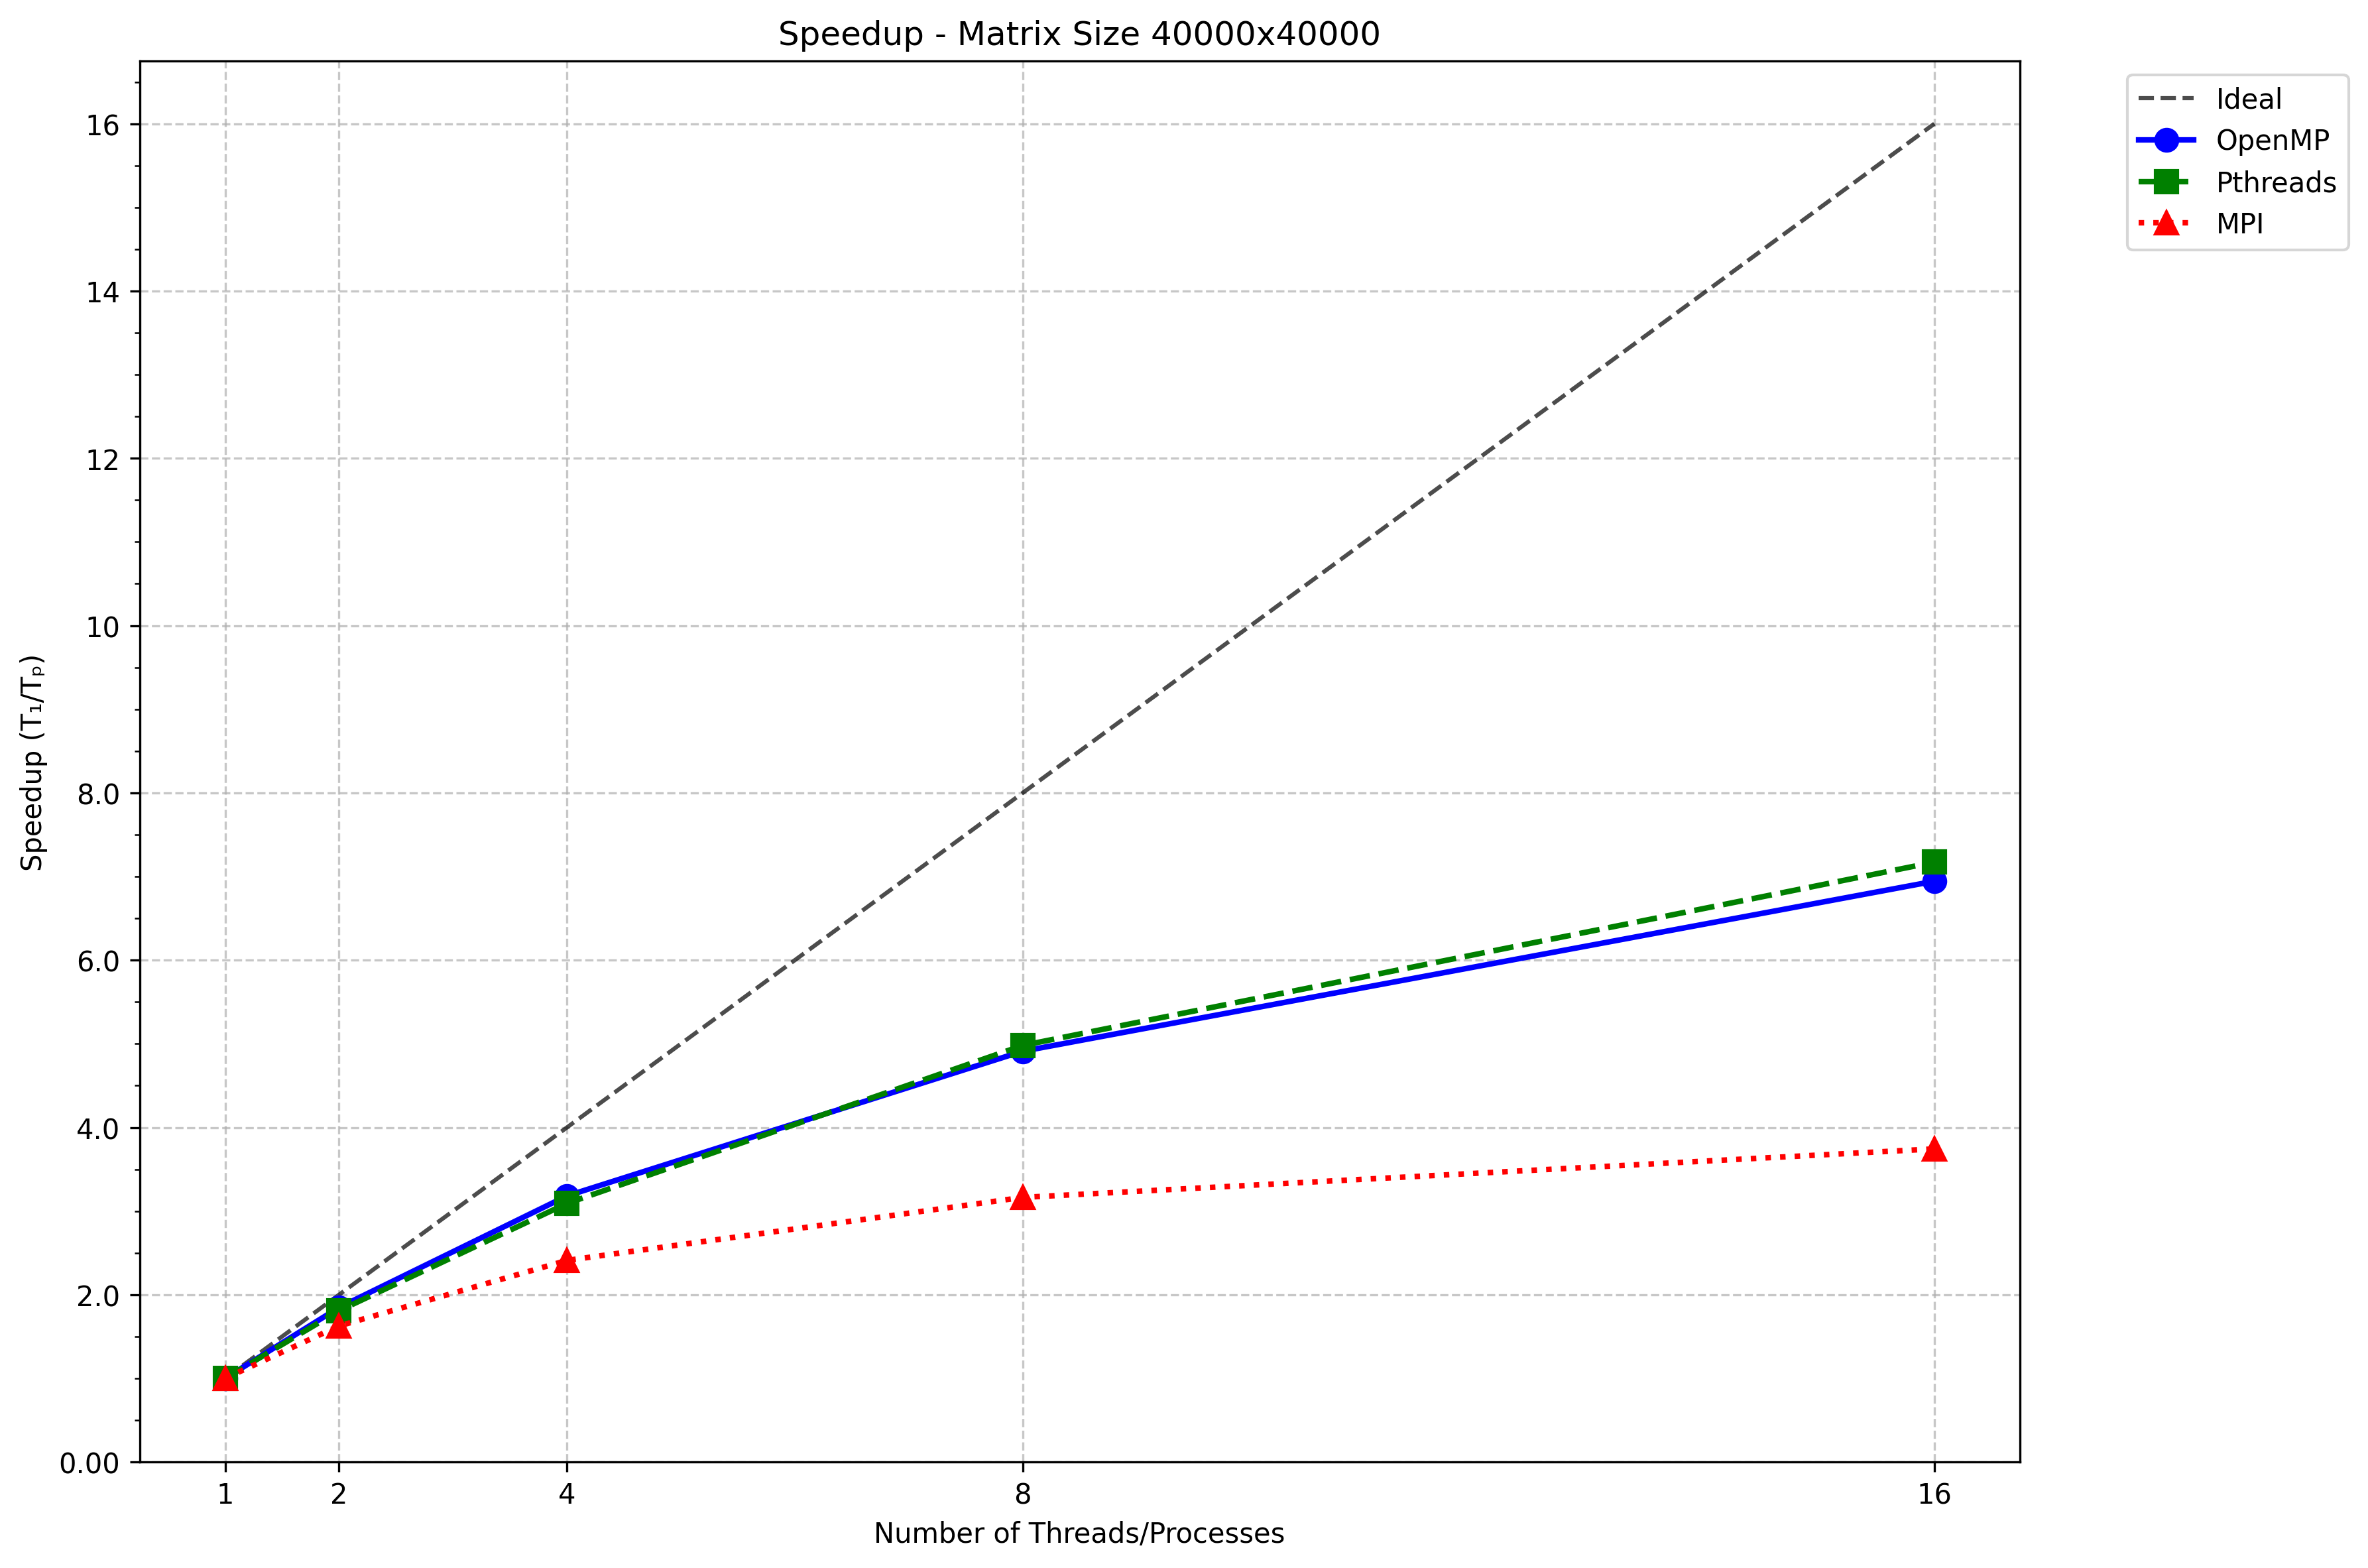 Speedup - Matrix Size 40000x40000
Ideal
OpenMP
Pthreads
MPI
16
14
12
10
8.0
6.0
4.0
2.0
0.00
Speedup (T₁/Tₚ)
1 2 4 8 16
Number of Threads/Processes